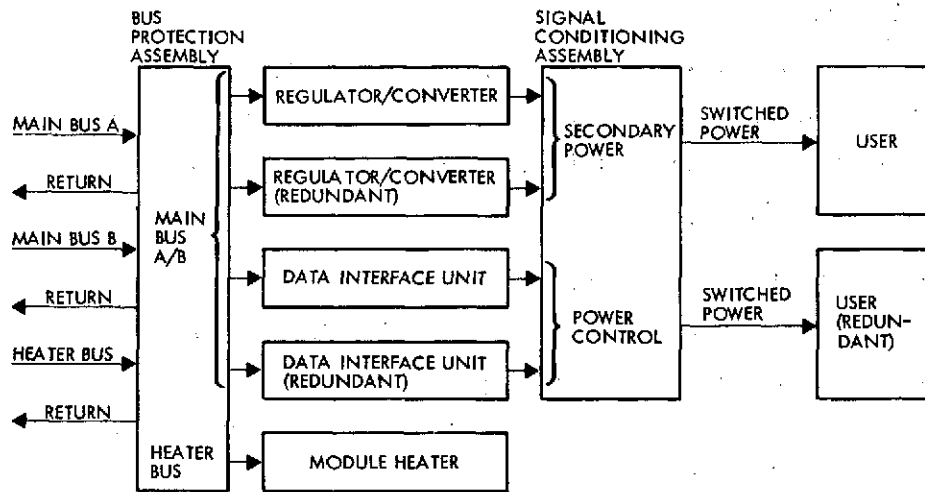 BUS
PROTECTION
ASSEMBLY
SIGNAL
CONDITIONING
ASSEMBLY
MAIN BUS A
RETURN
MAIN BUS B
RETURN
HEATER BUS
RETURN
MAIN
BUS
A/B
HEATER
BUS
REGULATOR/CONVERTER
REGULATOR/CONVERTER
(REDUNDANT)
DATA INTERFACE UNIT
DATA INTERFACE UNIT
(REDUNDANT)
MODULE HEATER
SECONDARY
POWER
POWER
CONTROL
SWITCHED
POWER
SWITCHED
POWER
USER
USER
(REDUN-
DANT)